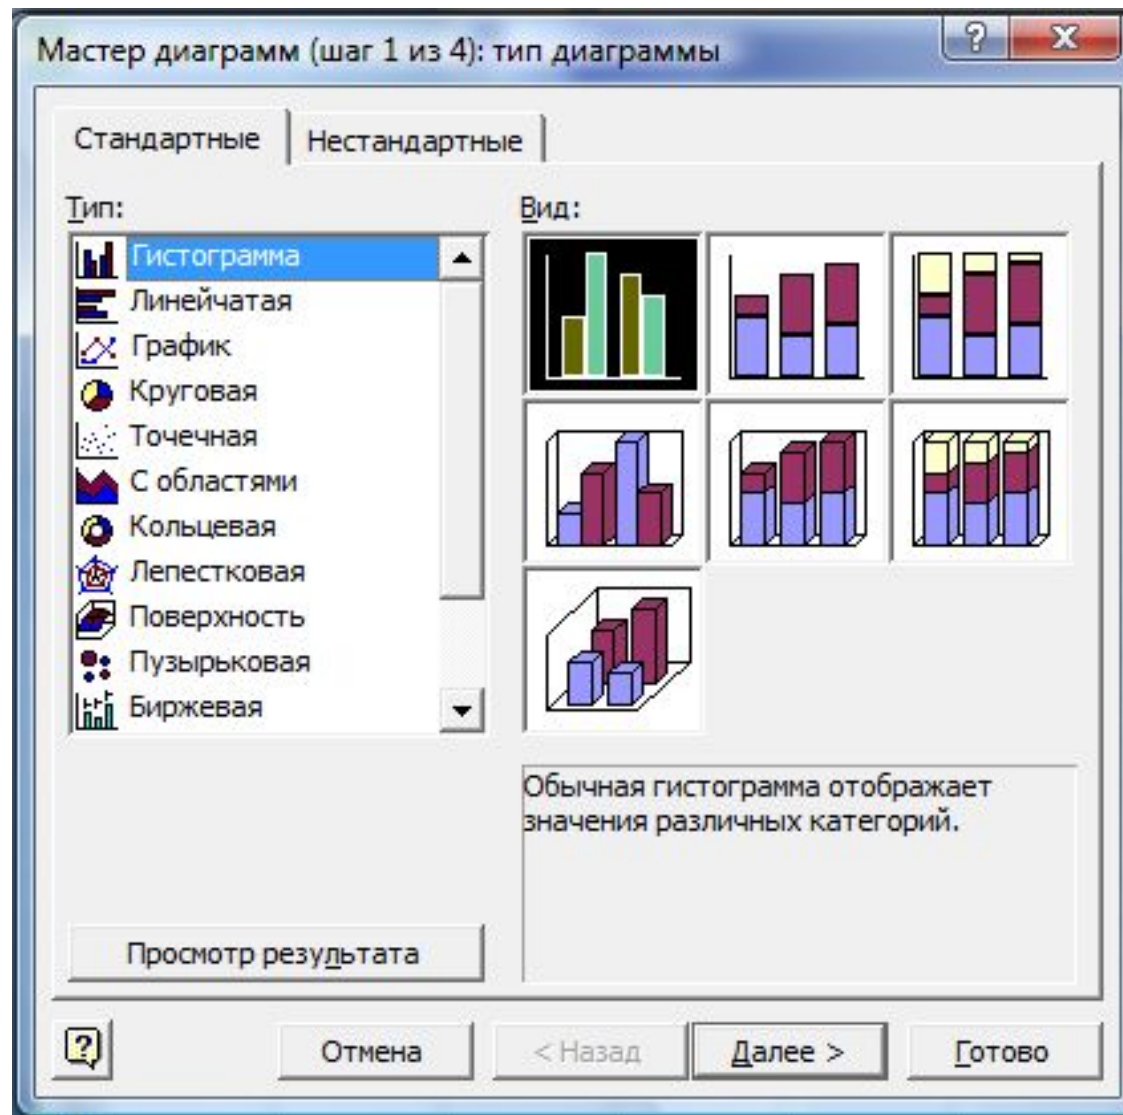 Мастер диаграмм (шаг 1 из 4): тип диаграммы
Стандартные
Нестандартные
Тип:
Вид:
Гистограмма
Линейчатая
График
Круговая
Точечная
С областями
Кольцевая
Лепестковая
Поверхность
Пузырьковая
Биржевая
Обычная гистограмма отображает
значения различных категорий.
Просмотр результата
Отмена
< Назад
Далее >
Готово